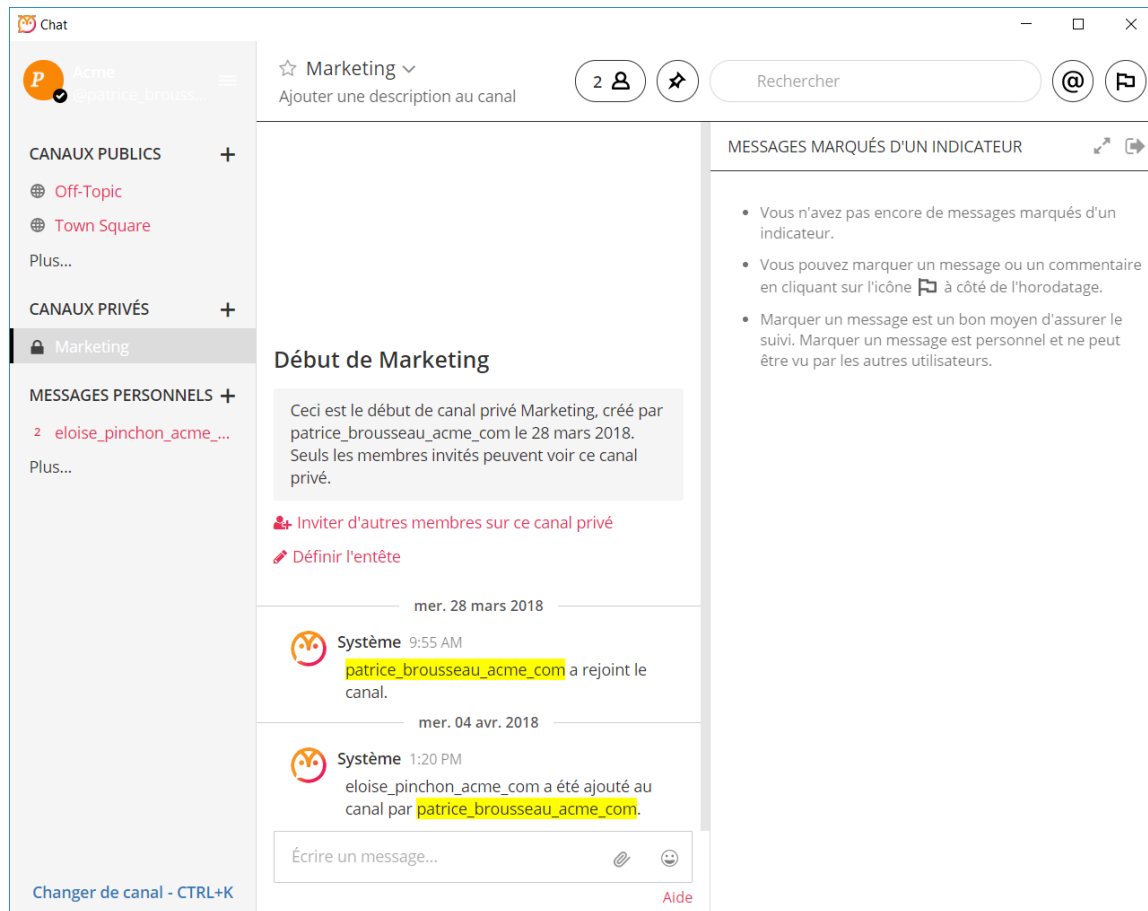 Chat
P
Acme
@patrice_brouss...
CANAUX PUBLICS +
Off-Topic
Town Square
Plus...
CANAUX PRIVÉS +
Marketing
MESSAGES PERSONNELS +
2 eloise_pinchon_acme_...
Plus...
Changer de canal - CTRL+K
Marketing
Ajouter une description au canal
2
Rechercher
@
Début de Marketing
Ceci est le début de canal privé Marketing, créé par
patrice_brousseau_acme_com le 28 mars 2018.
Seuls les membres invités peuvent voir ce canal
privé.
Inviter d'autres membres sur ce canal privé
Définir l'entête
mer. 28 mars 2018
Système 9:55 AM
patrice_brousseau_acme_com a rejoint le
canal.
mer. 04 avr. 2018
Système 1:20 PM
eloise_pinchon_acme_com a été ajouté au
canal par patrice_brousseau_acme_com.
Écrire un message...
Aide
MESSAGES MARQUÉS D'UN INDICATEUR
• Vous n'avez pas encore de messages marqués d'un
indicateur.
• Vous pouvez marquer un message ou un commentaire
en cliquant sur l'icône à côté de l'horodatage.
• Marquer un message est un bon moyen d'assurer le
suivi. Marquer un message est personnel et ne peut
être vu par les autres utilisateurs.